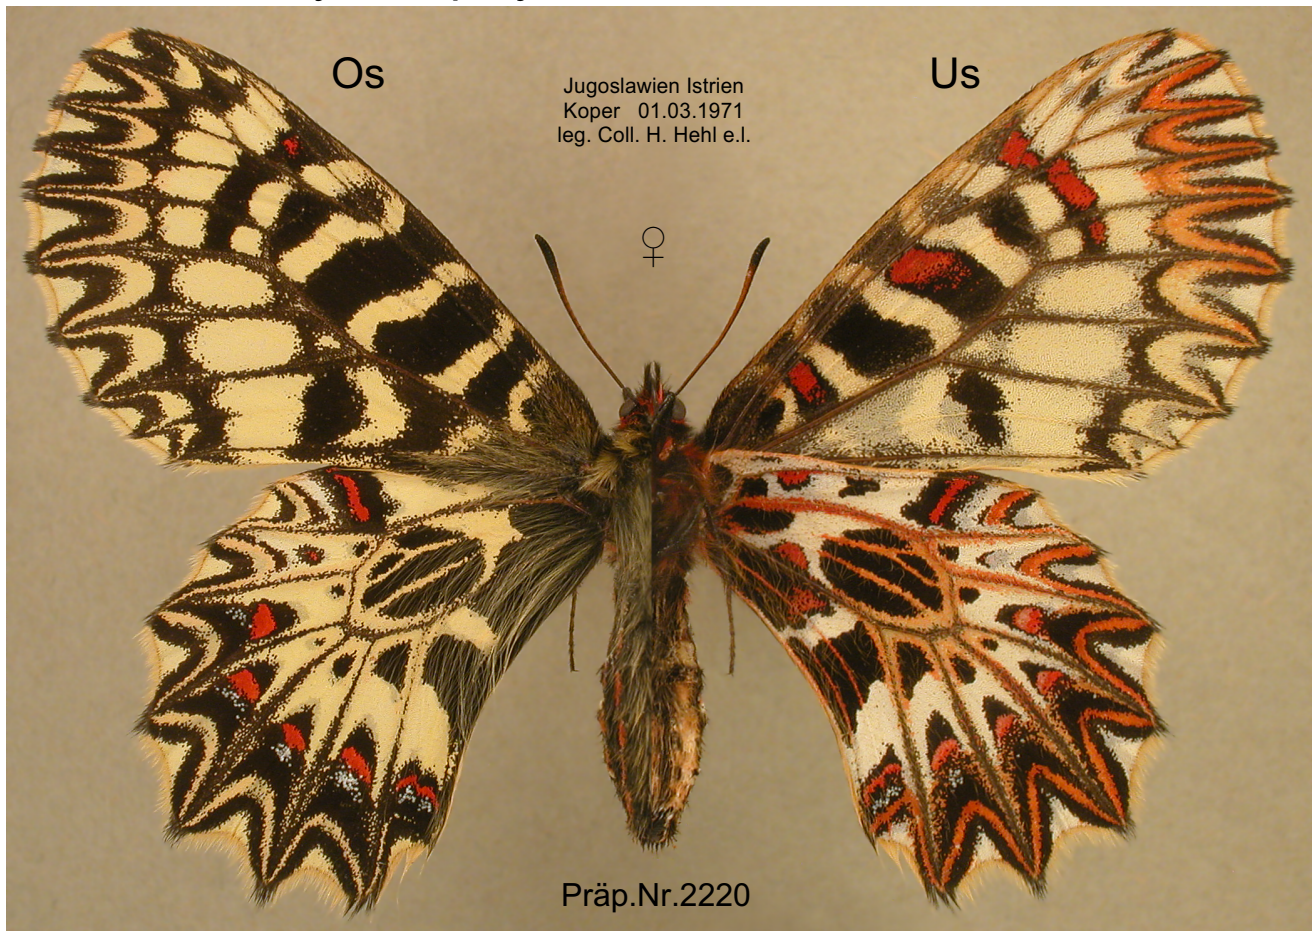 Os
Us
Jugoslawien Istrien
Koper 01.03.1971
leg. Coll. H. Hehl e.l.
♀
Präp.Nr.2220